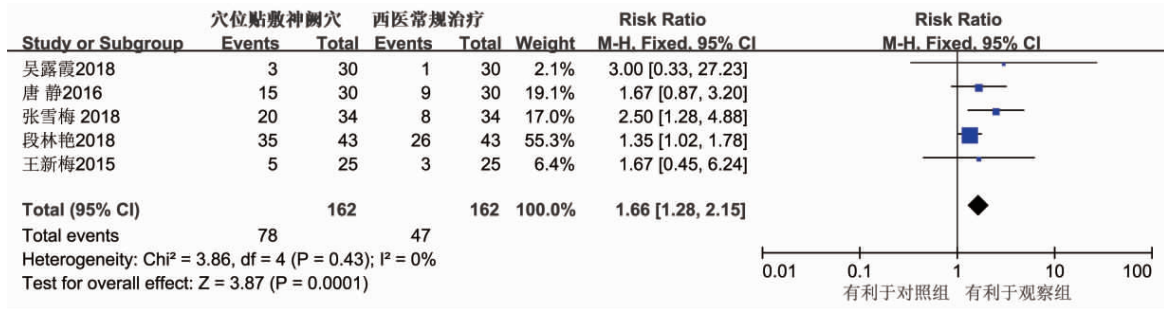 穴位贴敷神阙穴 西医常规治疗 Risk Ratio Risk Ratio
Study or Subgroup Events Total Events Total Weight M-H, Fixed, 95% CI M-H, Fixed, 95% CI
吴露霞2018 3 30 1 30 2.1% 3.00 [0.33, 27.23]
唐 静2016 15 30 9 30 19.1% 1.67 [0.87, 3.20]
张雪梅 2018 20 34 8 34 17.0% 2.50 [1.28, 4.88]
段林艳2018 35 43 26 43 55.3% 1.35 [1.02, 1.78]
王新梅2015 5 25 3 25 6.4% 1.67 [0.45, 6.24]
Total (95% CI) 162 162 100.0% 1.66 [1.28, 2.15]
Total events 78 47
Heterogeneity: Chi² = 3.86, df = 4 (P = 0.43); I² = 0%
Test for overall effect: Z = 3.87 (P = 0.0001)
0.01 0.1 1 10 100
有利于对照组 有利于观察组